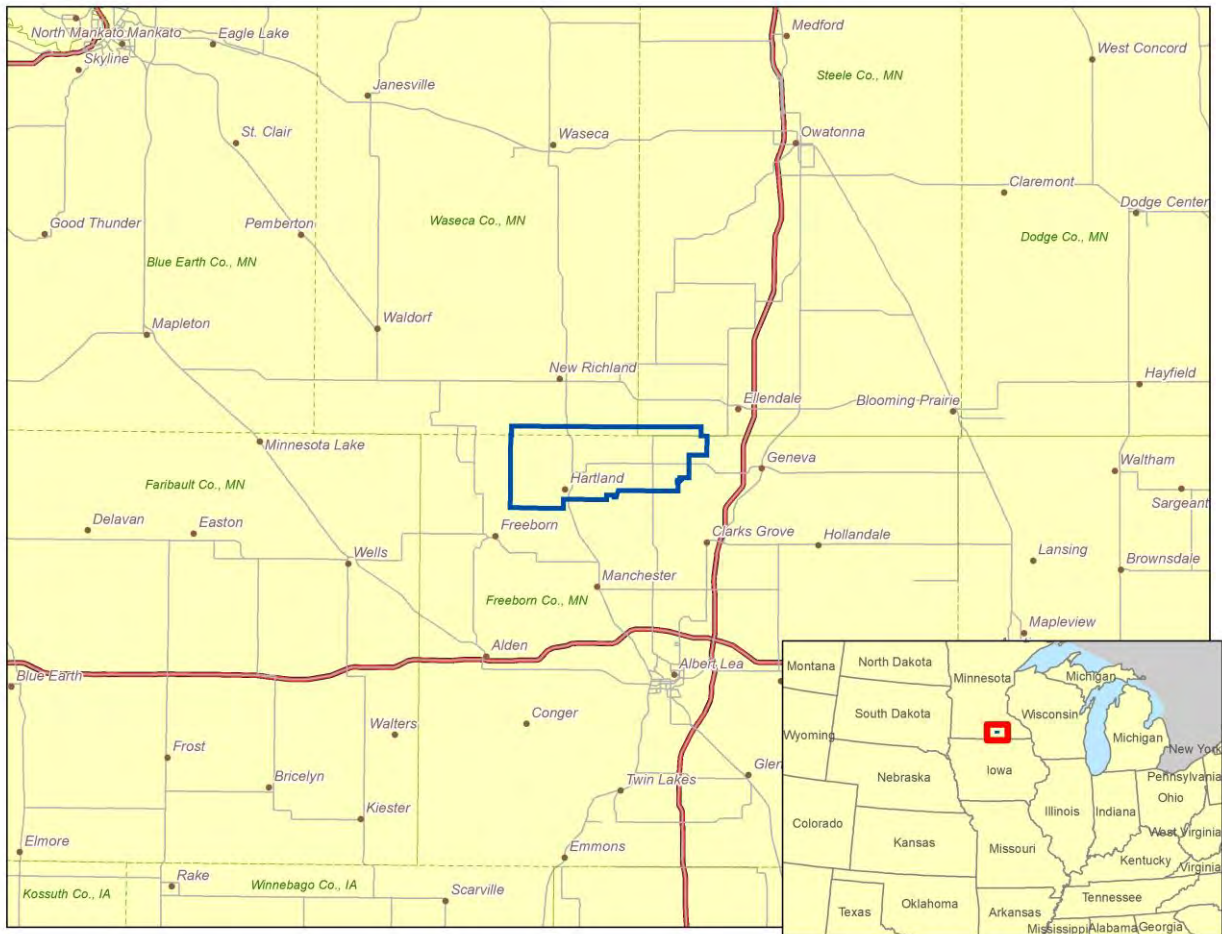 North Mankato Mankato
Eagle Lake
Medford
West Concord
Skyline
Steele Co., MN
Janesville
St. Clair
Waseca
Owatonna
Claremont
Dodge Center
Good Thunder
Pemberton
Waseca Co., MN
Dodge Co., MN
Blue Earth Co., MN
Waldorf
Mapleton
New Richland
Hayfield
Ellendale
Blooming Prairie
Minnesota Lake
Geneva
Waltham
Hartland
Faribault Co., MN
Sargeant
Delavan
Easton
Freeborn
Clarks Grove
Hollandale
Lansing
Wells
Brownsdale
Manchester
Freeborn Co., MN
Mapleview
Alden
Albert Lea
Blue Earth
Conger
Walters
Frost
Bricelyn
Twin Lakes
Glen
Kiester
Elmore
Emmons
Rake
Winnebago Co., IA
Kossuth Co., IA
Scarville
Montana
North Dakota
Minnesota
Michigan
South Dakota
Wisconsin
Michigan
Wyoming
New York
Iowa
Nebraska
Pennsylvania
Ohio
Illinois
Indiana
Colorado
West Virginia
Kansas
Missouri
Kentucky
Virginia
Tennessee
Oklahoma
Texas
Arkansas
Mississippi
Alabama
Georgia